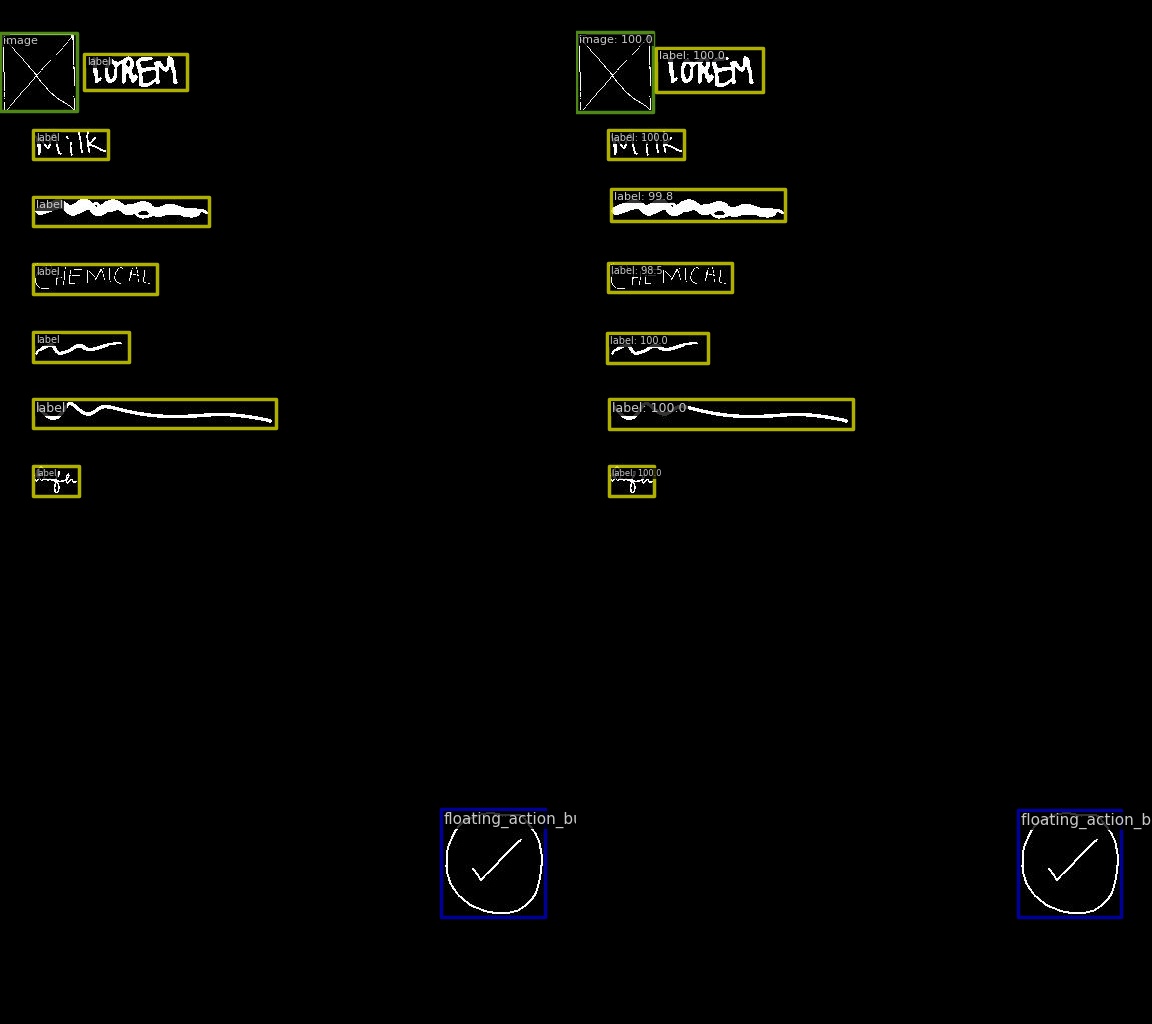 image image: 100.0
label label: 100.0
LOREM LOREM
label label: 100.0
Milk Milk
label label: 99.8
label label: 98.5
CHEMICAL CHEMICAL
label label: 100.0
label label: 100.0
label label: 100.0
floating_action_bu floating_action_b